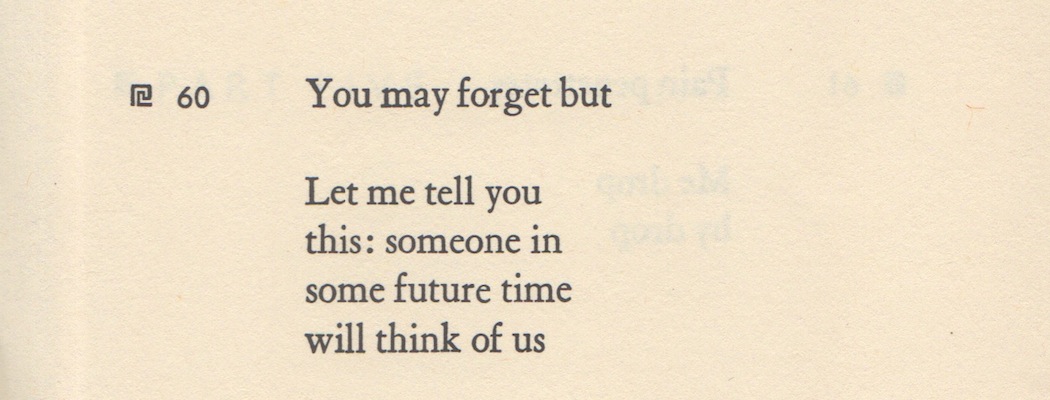 60 You may forget but
Let me tell you
this: someone in
some future time
will think of us